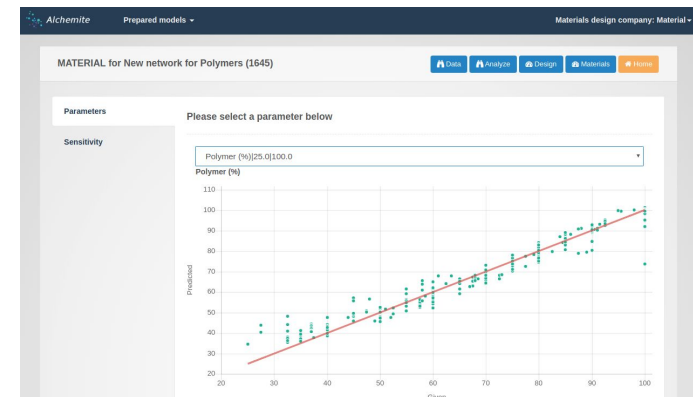 Alchemite Prepared models Materials design company: Material
MATERIAL for New network for Polymers (1645) Data Analyze Design Materials Home
Parameters
Sensitivity
Please select a parameter below
Polymer (%)|25.0|100.0
Polymer (%)
110
100
90
80
70
60
50
40
30
20
Predicted
20 30 40 50 60 70 80 90 100